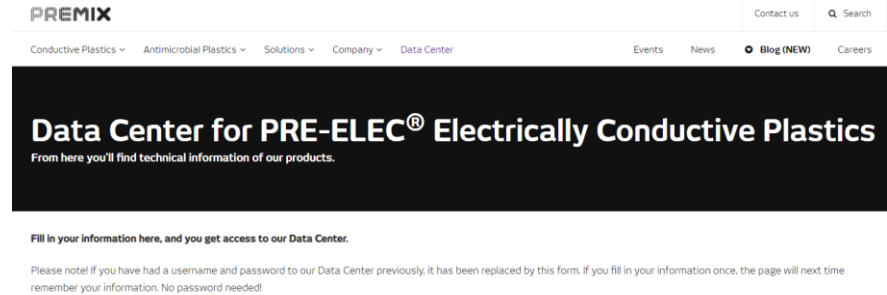 PREMIX
Contact us
Search
Conductive Plastics
Antimicrobial Plastics
Solutions
Company
Data Center
Events
News
Blog (NEW)
Careers
Data Center for PRE-ELEC® Electrically Conductive Plastics
From here you'll find technical information of our products.
Fill in your information here, and you get access to our Data Center.
Please note! If you have had a username and password to our Data Center previously, it has been replaced by this form. If you fill in your information once, the page will next time
remember your information. No password needed!